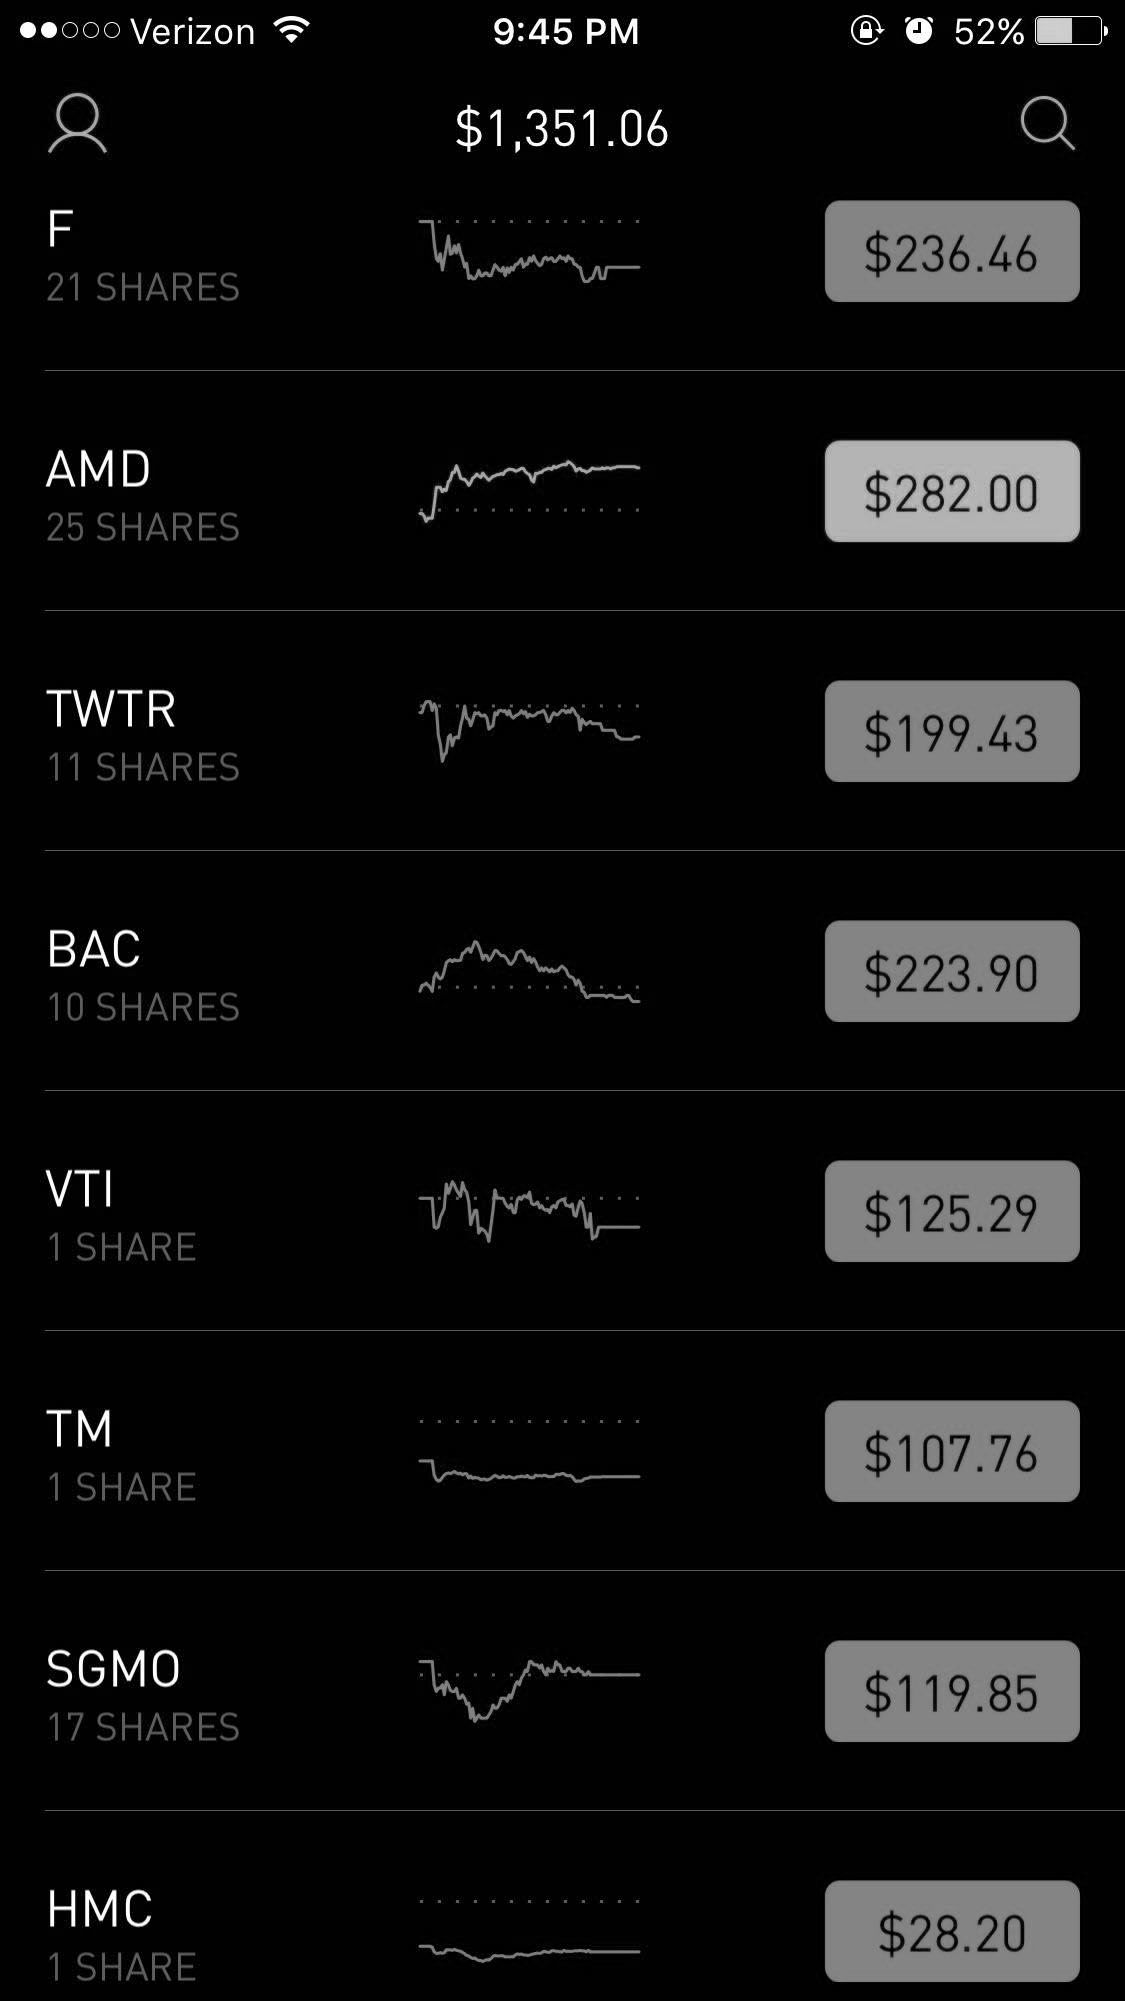 Verizon 9:45 PM 52%
$1,351.06
F
21 SHARES
$236.46
AMD
25 SHARES
$282.00
TWTR
11 SHARES
$199.43
BAC
10 SHARES
$223.90
VTI
1 SHARE
$125.29
TM
1 SHARE
$107.76
SGMO
17 SHARES
$119.85
HMC
1 SHARE
$28.20